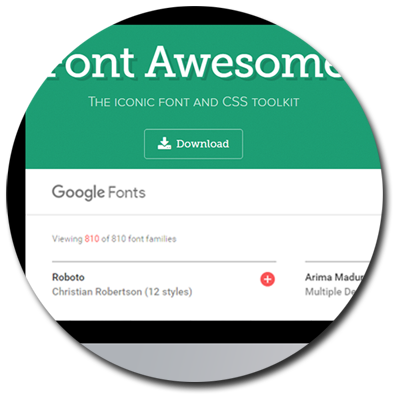 Font Awesome
The iconic font and CSS toolkit
Download
Google Fonts
Viewing 810 of 810 font families
Roboto
Christian Robertson (12 styles)
Arima Madur
Multiple De